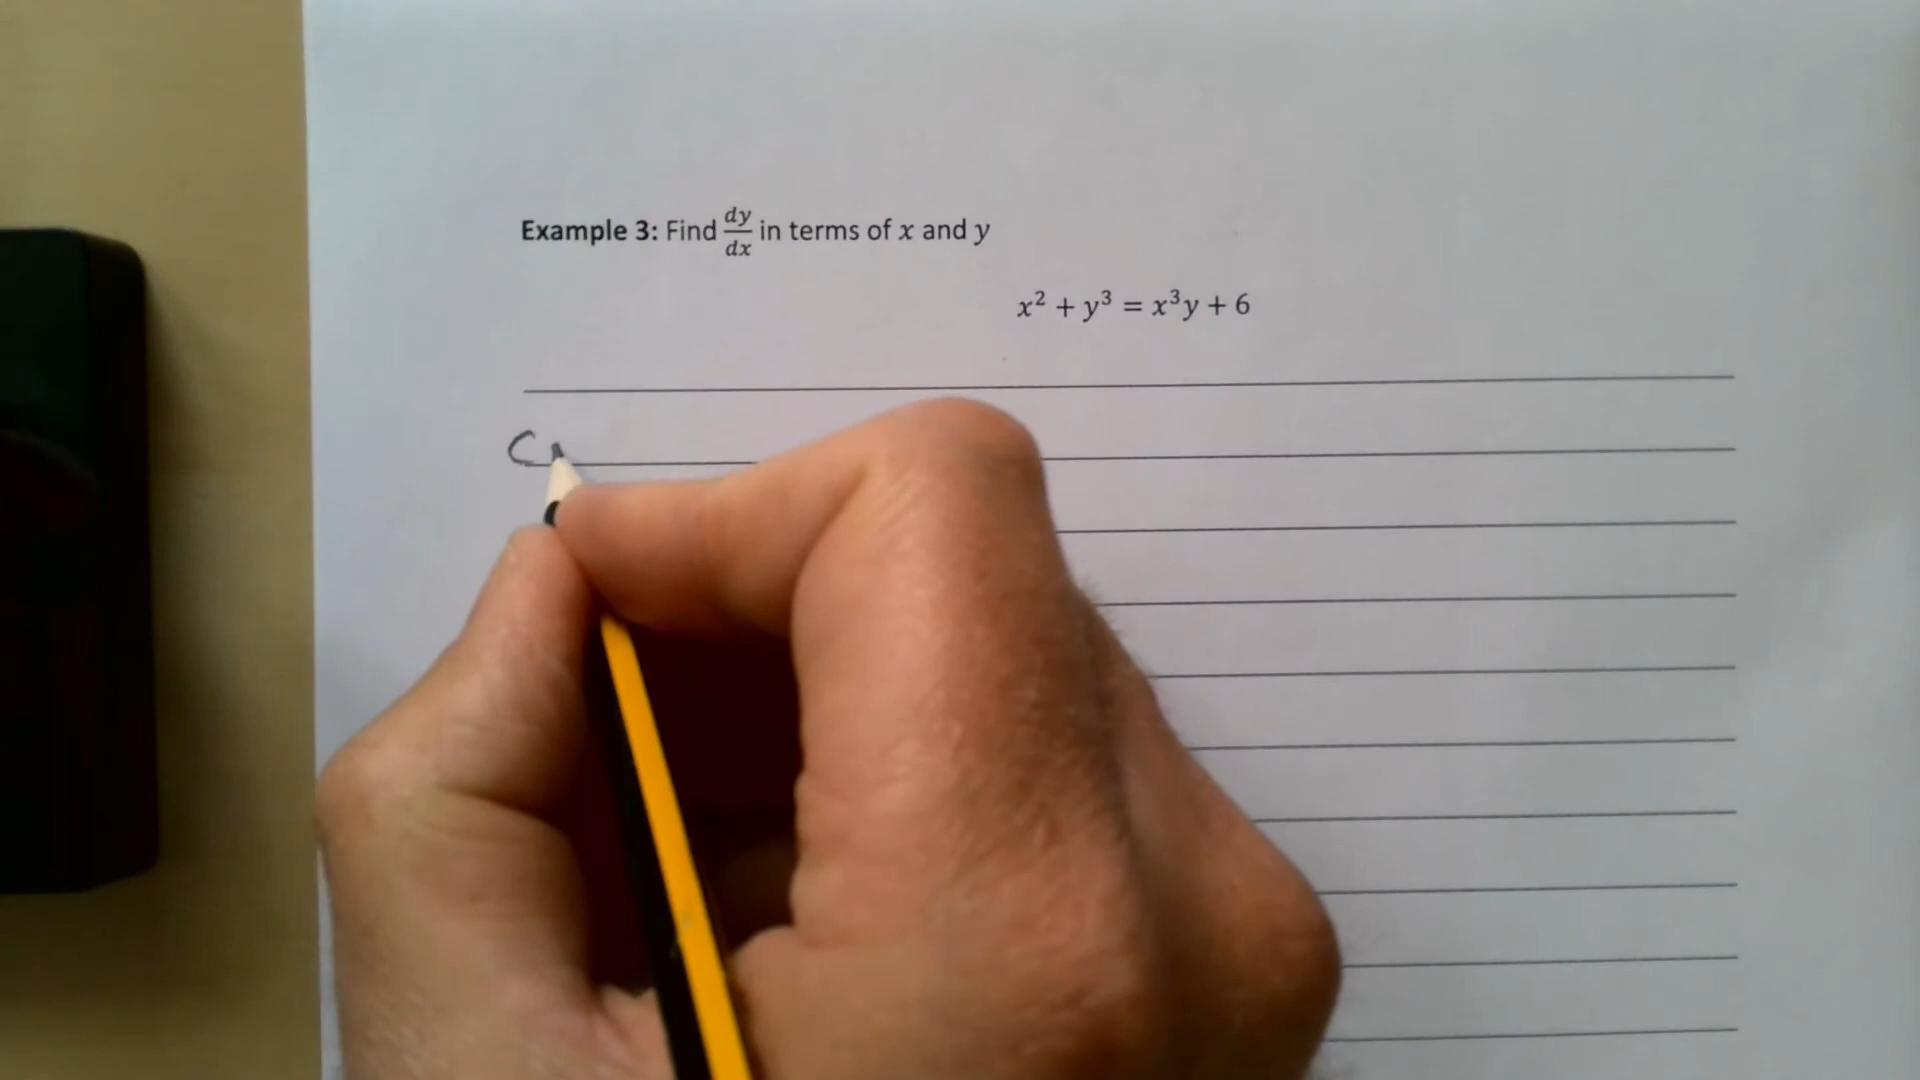 Example 3: Find dy/dx in terms of x and y
x² + y³ = x³y + 6